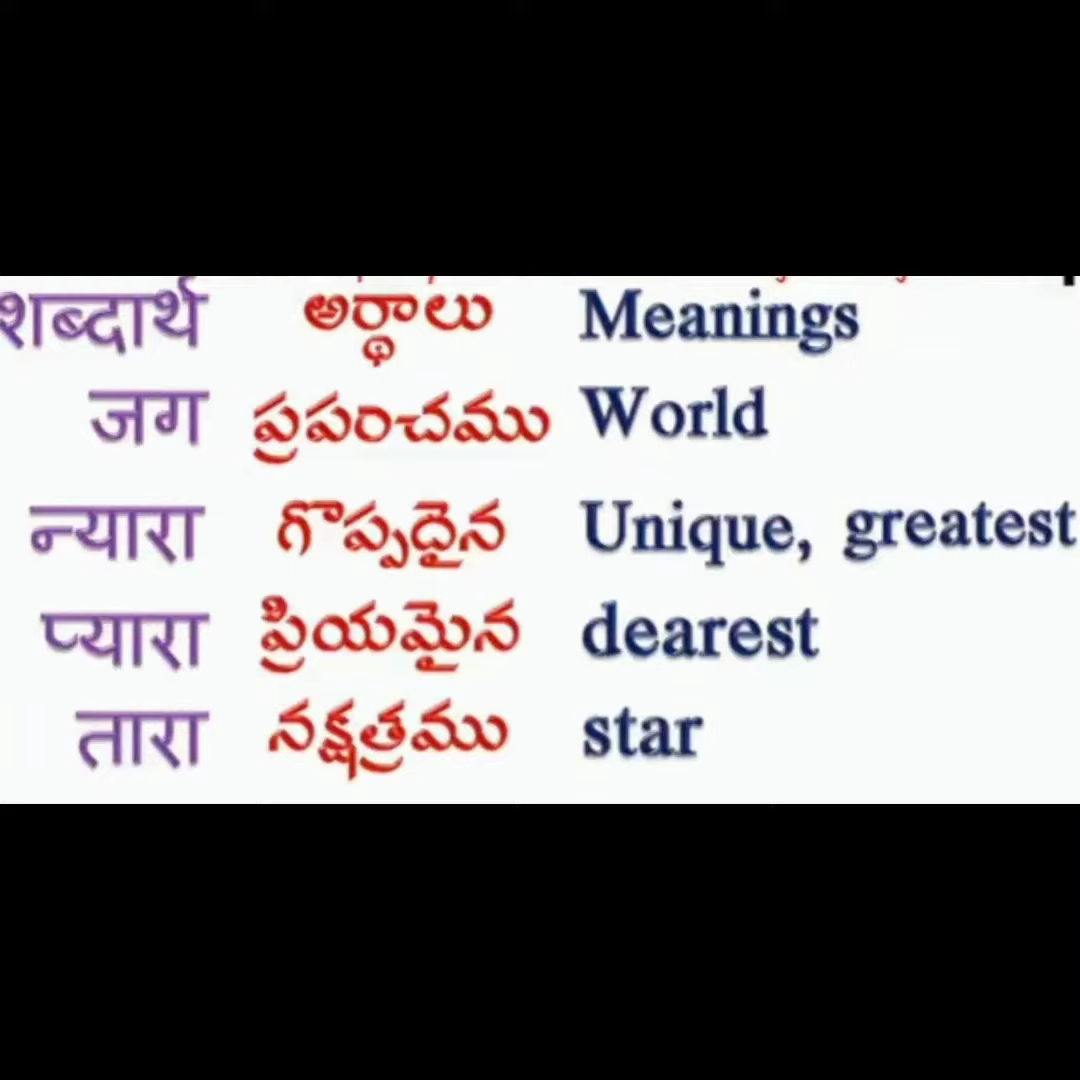 शब्दार्थ అర్థాలు Meanings
जग ప్రపంచము World
न्यारा గొప్పదైన Unique, greatest
प्यारा ప్రియమైన dearest
तारा నక్షత్రము star